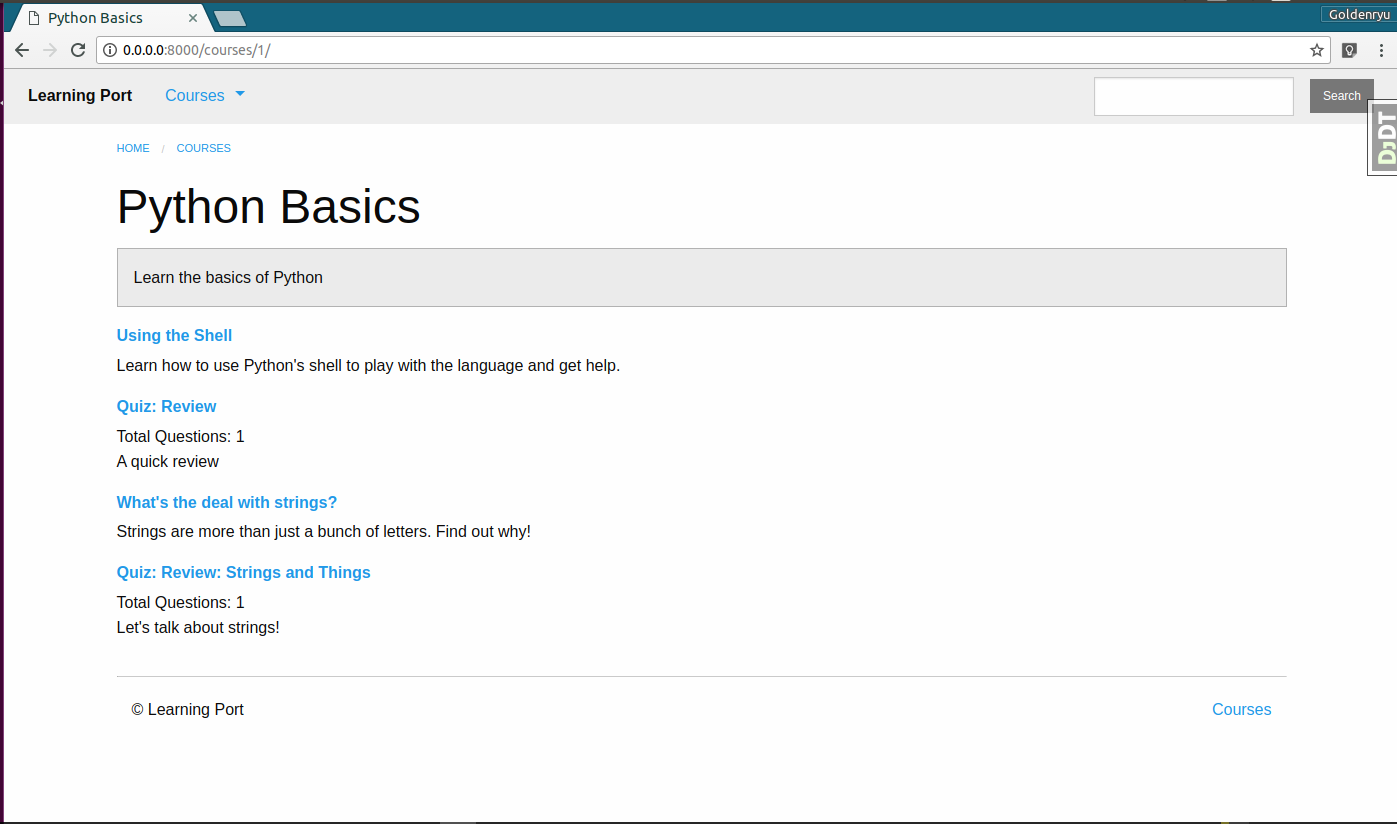 Python Basics
Goldenryu
0.0.0.0:8000/courses/1/
Learning Port Courses Search
DJDT
HOME / COURSES
Python Basics
Learn the basics of Python
Using the Shell
Learn how to use Python's shell to play with the language and get help.
Quiz: Review
Total Questions: 1
A quick review
What's the deal with strings?
Strings are more than just a bunch of letters. Find out why!
Quiz: Review: Strings and Things
Total Questions: 1
Let's talk about strings!
© Learning Port Courses